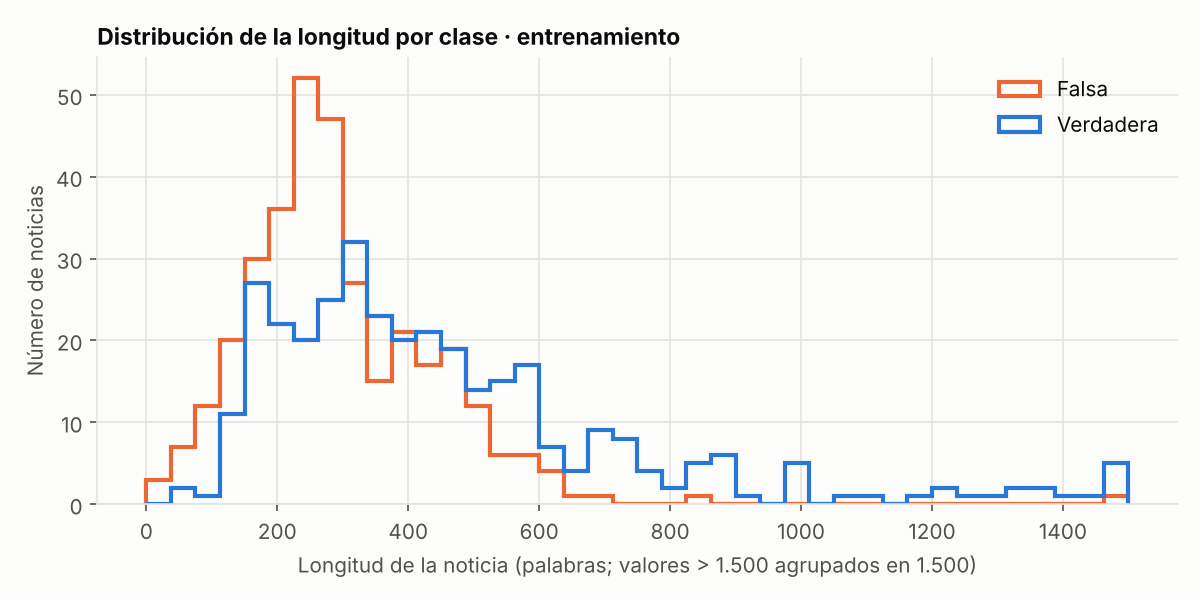 Distribución de la longitud por clase · entrenamiento
Falsa
Verdadera
Número de noticias
50
40
30
20
10
0
0 200 400 600 800 1000 1200 1400
Longitud de la noticia (palabras; valores > 1.500 agrupados en 1.500)